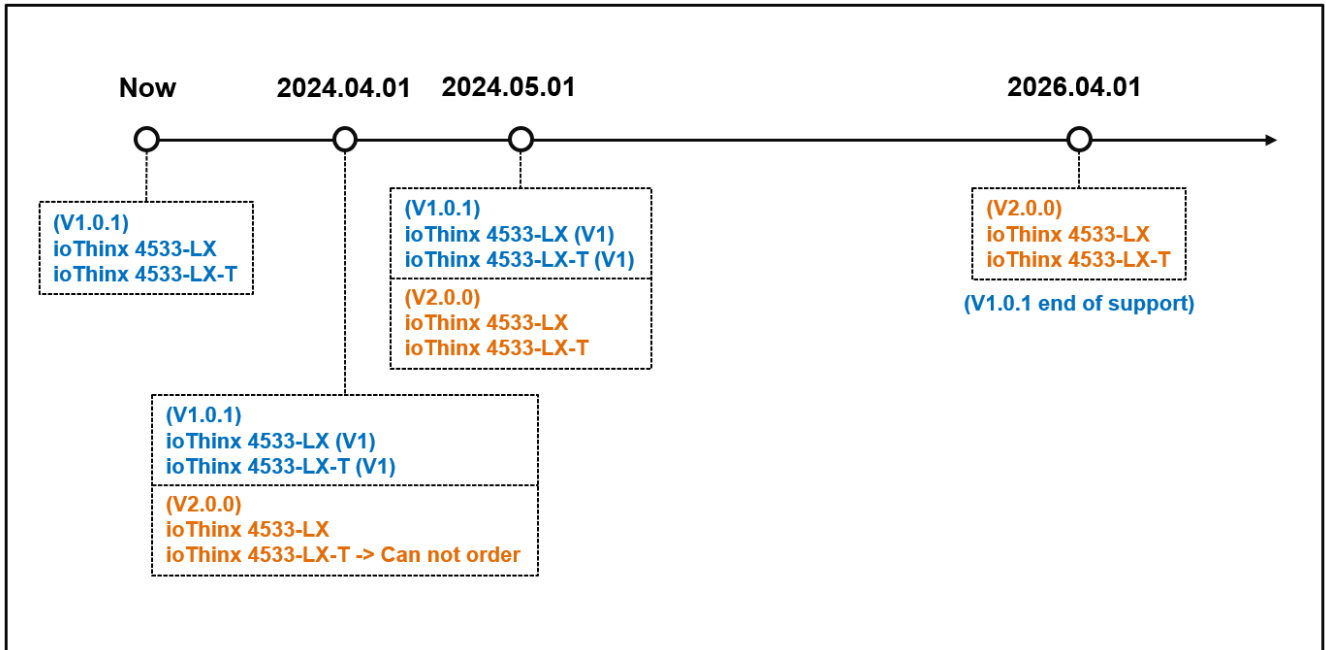 Now
2024.04.01
2024.05.01
2026.04.01
(V1.0.1)
ioThinx 4533-LX
ioThinx 4533-LX-T
(V1.0.1)
ioThinx 4533-LX (V1)
ioThinx 4533-LX-T (V1)
(V2.0.0)
ioThinx 4533-LX
ioThinx 4533-LX-T -> Can not order
(V1.0.1)
ioThinx 4533-LX (V1)
ioThinx 4533-LX-T (V1)
(V2.0.0)
ioThinx 4533-LX
ioThinx 4533-LX-T
(V2.0.0)
ioThinx 4533-LX
ioThinx 4533-LX-T
(V1.0.1 end of support)